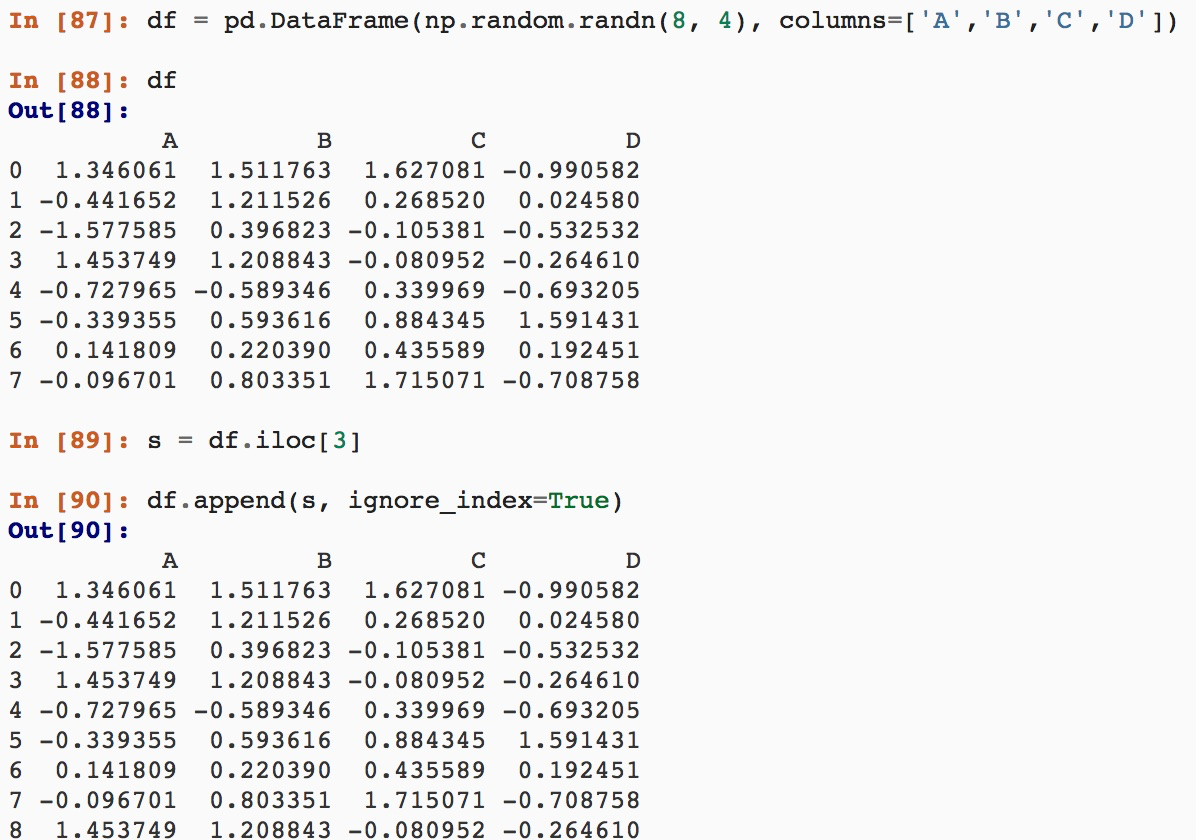 In [87]: df = pd.DataFrame(np.random.randn(8, 4), columns=['A','B','C','D'])
In [88]: df
Out[88]:
A B C D
0 1.346061 1.511763 1.627081 -0.990582
1 -0.441652 1.211526 0.268520 0.024580
2 -1.577585 0.396823 -0.105381 -0.532532
3 1.453749 1.208843 -0.080952 -0.264610
4 -0.727965 -0.589346 0.339969 -0.693205
5 -0.339355 0.593616 0.884345 1.591431
6 0.141809 0.220390 0.435589 0.192451
7 -0.096701 0.803351 1.715071 -0.708758
In [89]: s = df.iloc[3]
In [90]: df.append(s, ignore_index=True)
Out[90]:
A B C D
0 1.346061 1.511763 1.627081 -0.990582
1 -0.441652 1.211526 0.268520 0.024580
2 -1.577585 0.396823 -0.105381 -0.532532
3 1.453749 1.208843 -0.080952 -0.264610
4 -0.727965 -0.589346 0.339969 -0.693205
5 -0.339355 0.593616 0.884345 1.591431
6 0.141809 0.220390 0.435589 0.192451
7 -0.096701 0.803351 1.715071 -0.708758
8 1.453749 1.208843 -0.080952 -0.264610